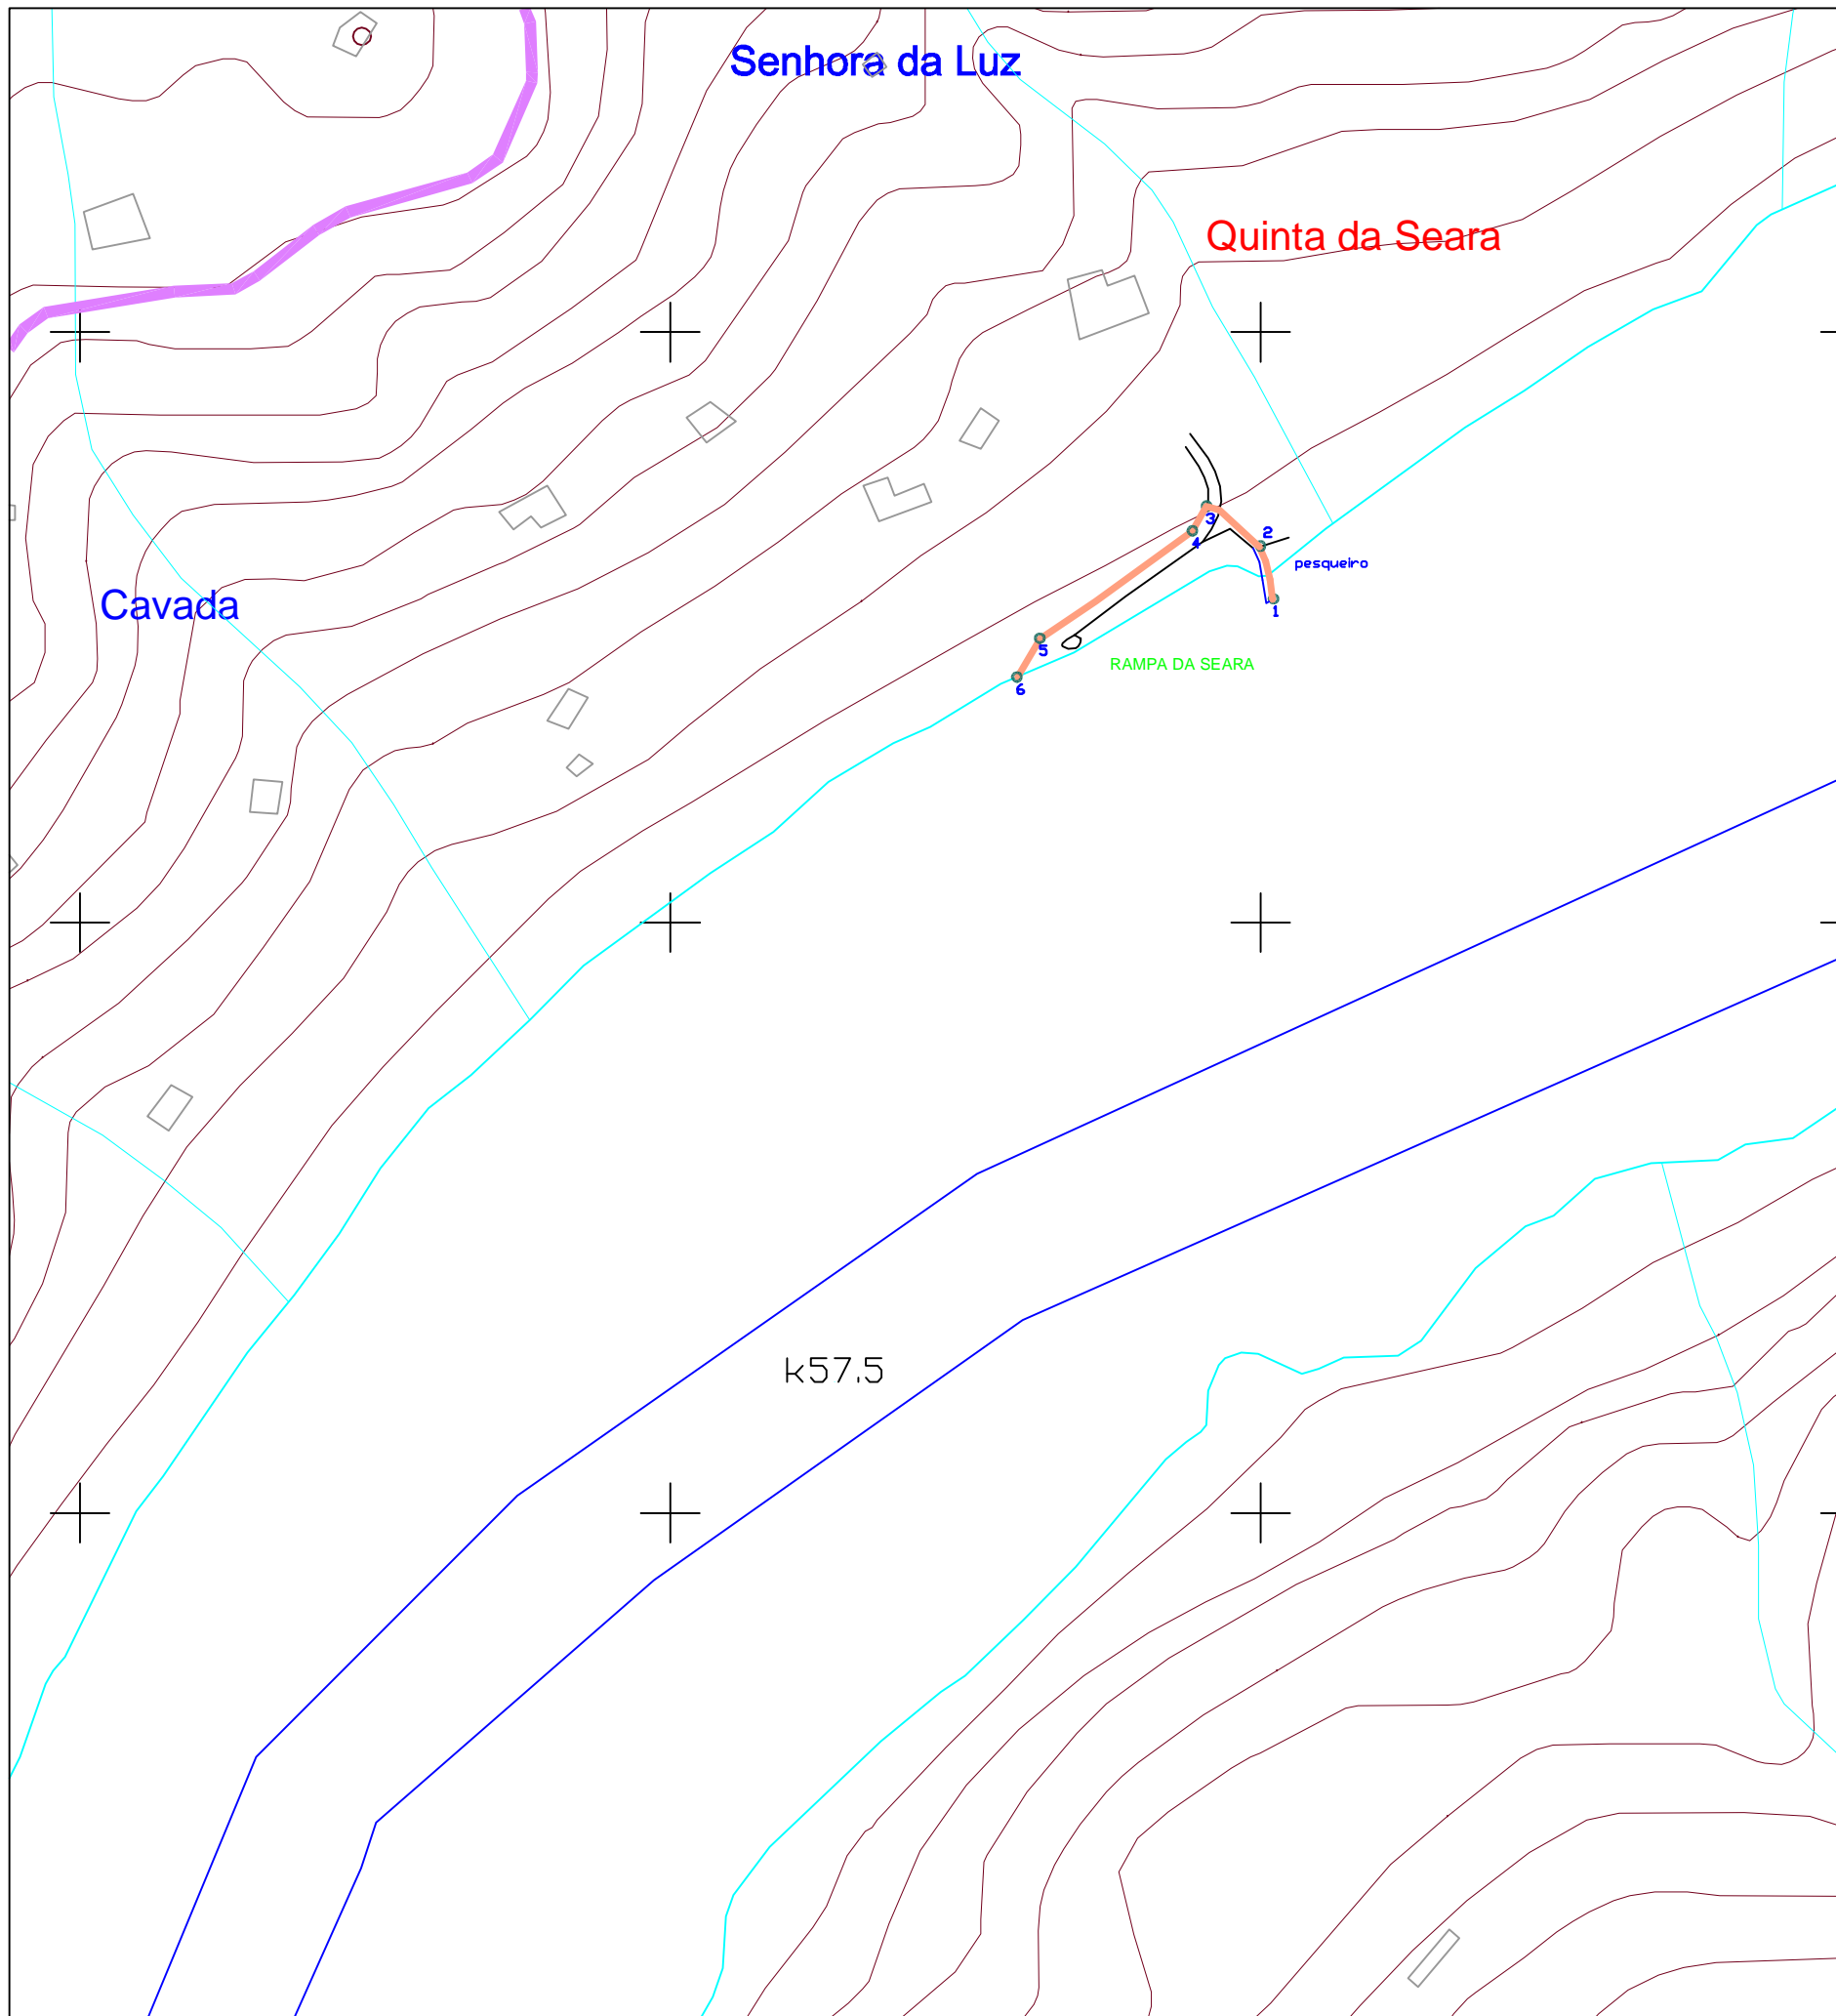 Senhora da Luz
Quinta da Seara
3
2
4
pesqueiro
Cavada
1
5
RAMPA DA SEARA
6
k57.5